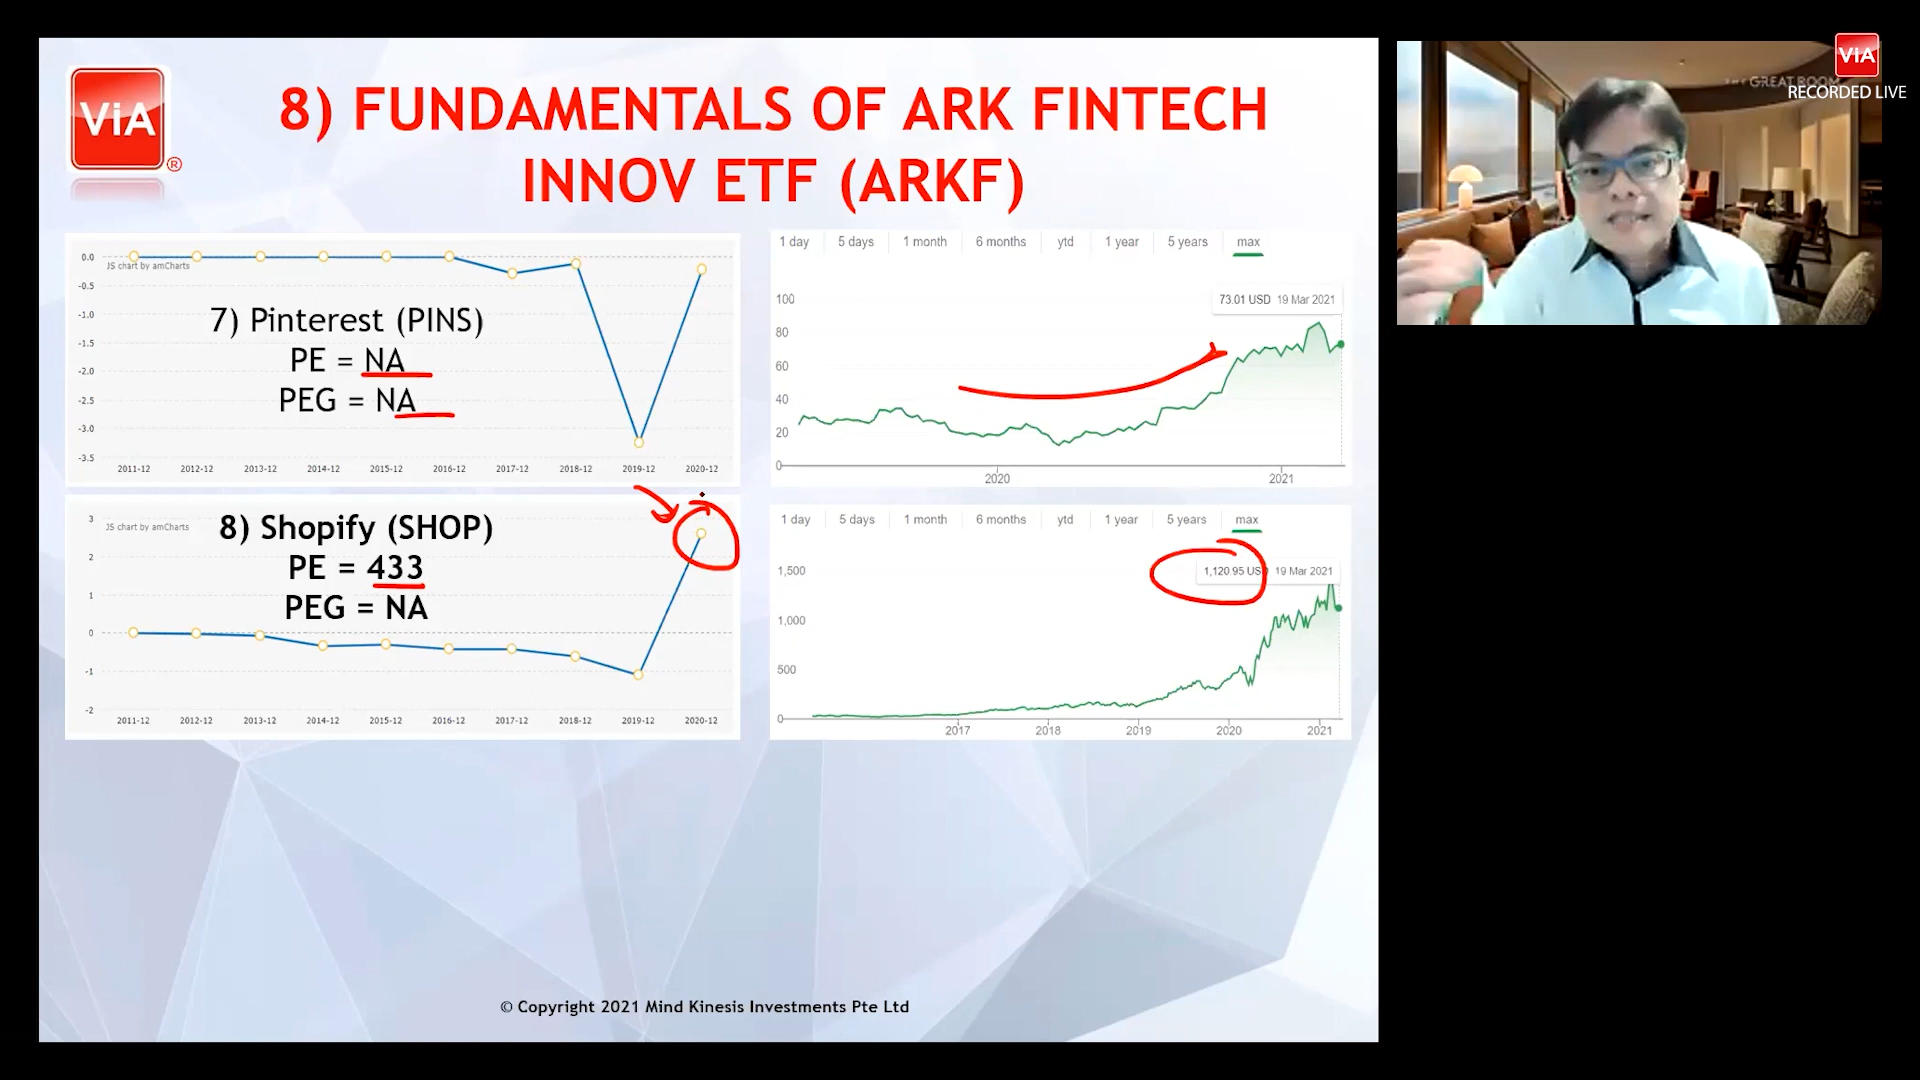 ViA
®
8) FUNDAMENTALS OF ARK FINTECH
INNOV ETF (ARKF)
0.0
-0.5
-1.0
-1.5
-2.0
-2.5
-3.0
-3.5
JS chart by amCharts
7) Pinterest (PINS)
PE = NA
PEG = NA
2011-12 2012-12 2013-12 2014-12 2015-12 2016-12 2017-12 2018-12 2019-12 2020-12
1 day 5 days 1 month 6 months ytd 1 year 5 years max
73.01 USD 19 Mar 2021
100
80
60
40
20
0
2020 2021
3
2
1
0
-1
-2
JS chart by amCharts
8) Shopify (SHOP)
PE = 433
PEG = NA
2011-12 2012-12 2013-12 2014-12 2015-12 2016-12 2017-12 2018-12 2019-12 2020-12
1 day 5 days 1 month 6 months ytd 1 year 5 years max
1,120.95 USD 19 Mar 2021
1,500
1,000
500
0
2017 2018 2019 2020 2021
© Copyright 2021 Mind Kinesis Investments Pte Ltd
ViA
GREAT ROOM
RECORDED LIVE